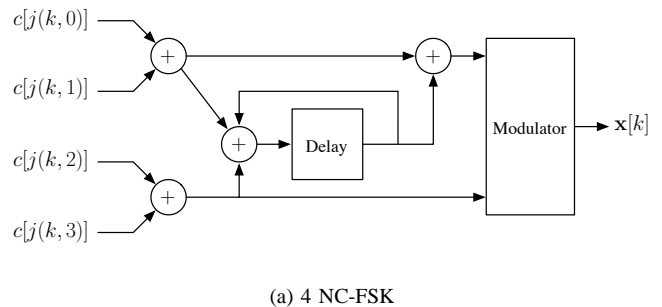 c[j(k, 0)]
+
+
c[j(k, 1)]
Modulator
x[k]
+
Delay
c[j(k, 2)]
+
c[j(k, 3)]
(a) 4 NC-FSK